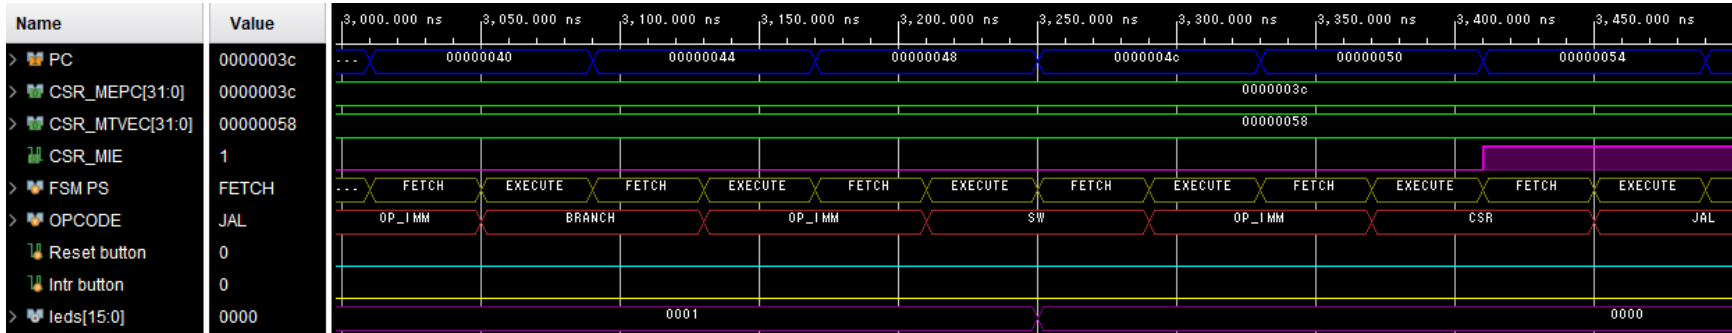 Name Value 3,000.000 ns 3,050.000 ns 3,100.000 ns 3,150.000 ns 3,200.000 ns 3,250.000 ns 3,300.000 ns 3,350.000 ns 3,400.000 ns 3,450.000 ns
> PC 0000003c ... 00000040 00000044 00000048 0000004c 00000050 00000054
> CSR_MEPC[31:0] 0000003c 0000003c
> CSR_MTVEC[31:0] 00000058 00000058
CSR_MIE 1
> FSM PS FETCH ... FETCH EXECUTE FETCH EXECUTE FETCH EXECUTE FETCH EXECUTE FETCH EXECUTE FETCH EXECUTE
> OPCODE JAL OP_IMM BRANCH OP_IMM SW OP_IMM CSR JAL
Reset button 0
Intr button 0
> leds[15:0] 0000 0001 0000